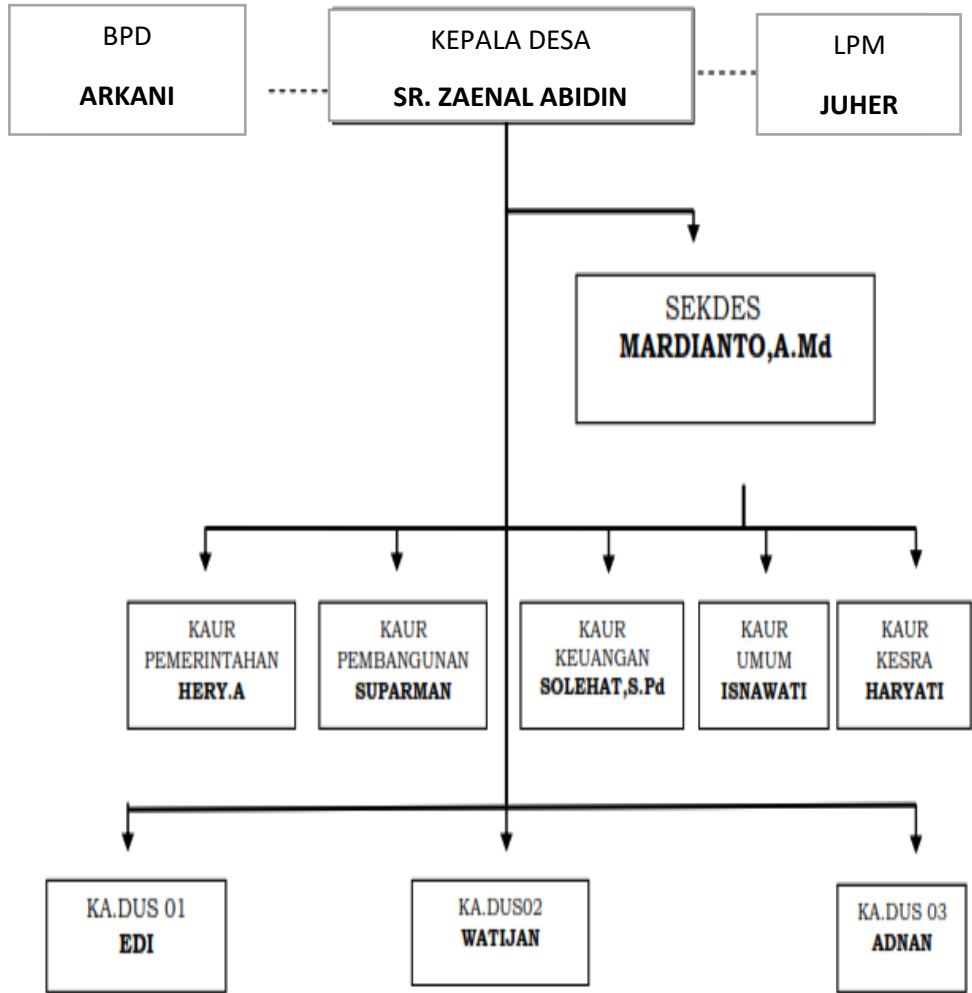 BPD
ARKANI
KEPALA DESA
SR. ZAENAL ABIDIN
LPM
JUHER
SEKDES
MARDIANTO,A.Md
KAUR
PEMERINTAHAN
HERY.A
KAUR
PEMBANGUNAN
SUPARMAN
KAUR
KEUANGAN
SOLEHAT,S.Pd
KAUR
UMUM
ISNAWATI
KAUR
KESRA
HARYATI
KA.DUS 01
EDI
KA.DUS02
WATIJAN
KA.DUS 03
ADNAN